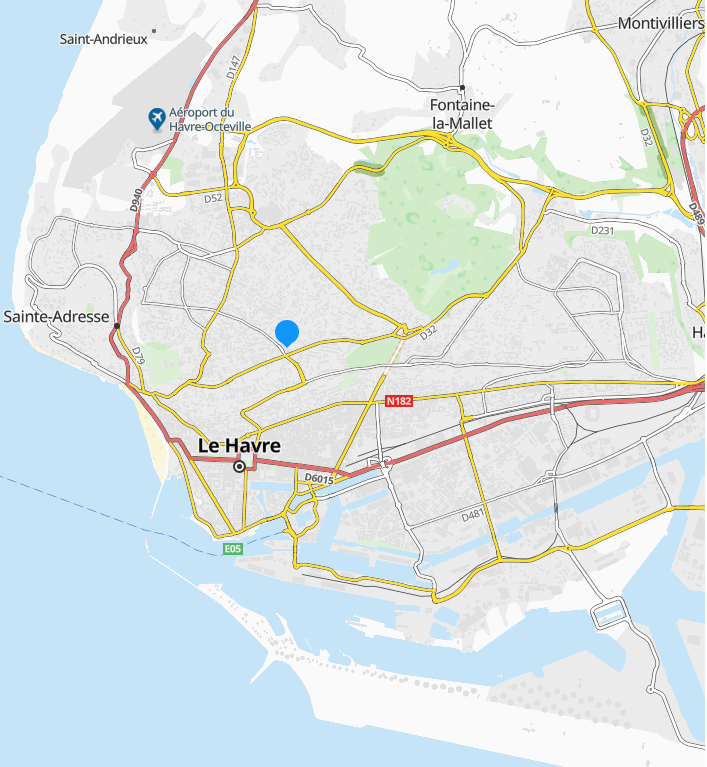 Montivilliers
Saint-Andrieux
D147
Fontaine-
la-Mallet
Aéroport du
Havre-Octeville
D32
D940
D52
D489
D231
Sainte-Adresse
D32
Ha
D79
N182
Le Havre
D6015
D481
E05